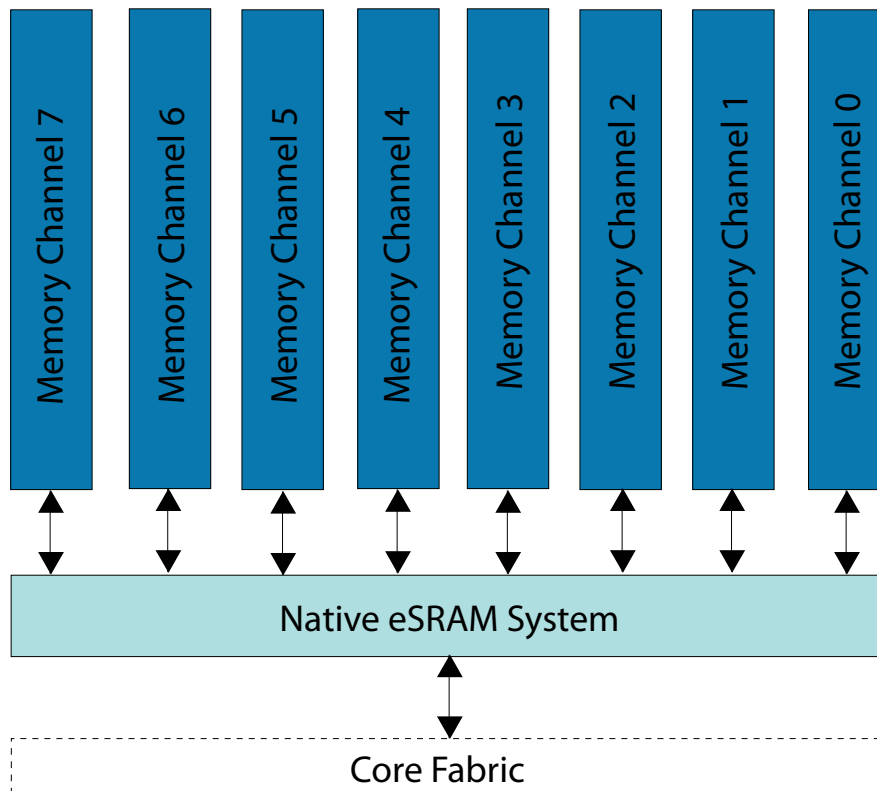 Memory Channel 7
Memory Channel 6
Memory Channel 5
Memory Channel 4
Memory Channel 3
Memory Channel 2
Memory Channel 1
Memory Channel 0
Native eSRAM System
Core Fabric